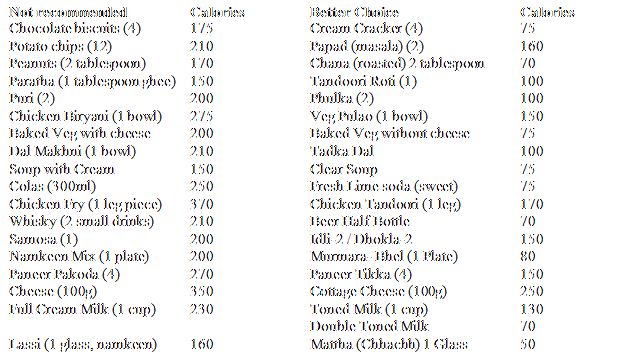 Not recommended Calories Better Choice Calories
Chocolate biscuits (4) 175 Cream Cracker (4) 75
Potato chips (12) 210 Papad (masala) (2) 160
Peanuts (2 tablespoon) 170 Chana (roasted) 2 tablespoon 70
Paratha (1 tablespoon ghee) 150 Tandoori Roti (1) 100
Puri (2) 200 Phulka (2) 100
Chicken Biryani (1 bowl) 275 Veg Pulao (1 bowl) 150
Baked Veg with cheese 200 Baked Veg without cheese 75
Dal Makhni (1 bowl) 210 Tadka Dal 100
Soup with Cream 150 Clear Soup 75
Colas (300ml) 250 Fresh Lime soda (sweet) 75
Chicken Fry (1 leg piece) 370 Chicken Tandoori (1 leg) 170
Whisky (2 small drinks) 210 Beer Half Bottle 70
Samosa (1) 200 Idli-2 / Dhokla-2 150
Namkeen Mix (1 plate) 200 Murmara-Bhel (1 Plate) 80
Paneer Pakoda (4) 270 Paneer Tikka (4) 150
Cheese (100g) 350 Cottage Cheese (100g) 250
Full Cream Milk (1 cup) 230 Toned Milk (1 cup) 130
Double Toned Milk 70
Lassi (1 glass, namkeen) 160 Mattha (Chhachh) 1 Glass 50